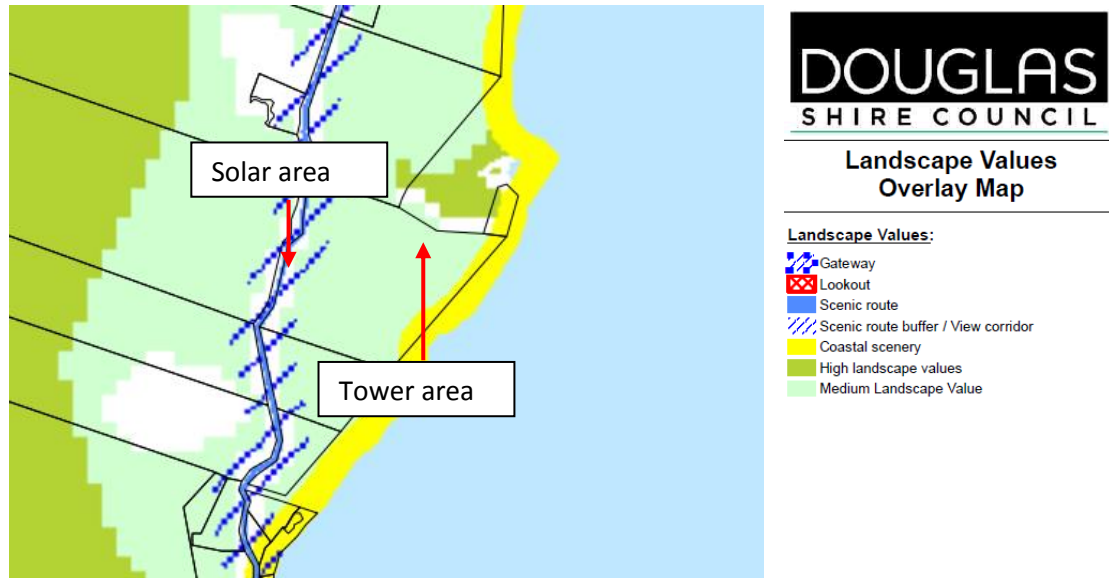 Solar area
Tower area
DOUGLAS
SHIRE COUNCIL
Landscape Values
Overlay Map
Landscape Values:
Gateway
Lookout
Scenic route
Scenic route buffer / View corridor
Coastal scenery
High landscape values
Medium Landscape Value